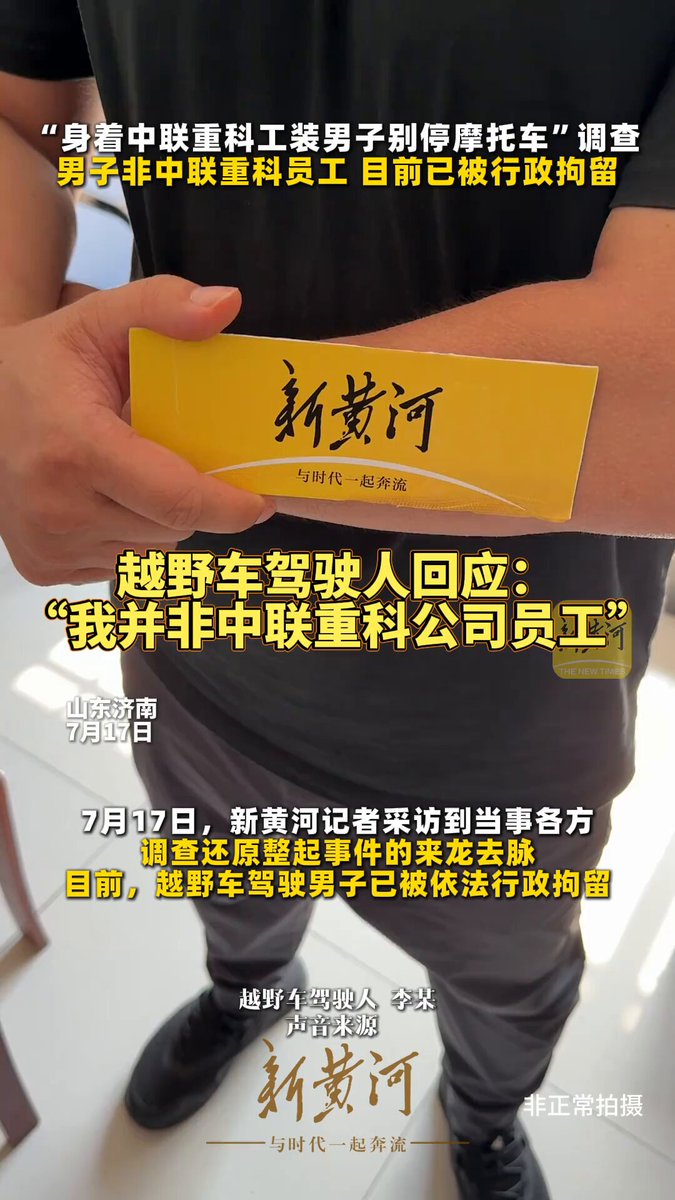 “身着中联重科工装男子别停摩托车”调查
男子非中联重科员工 目前已被行政拘留
新黄河
与时代一起奔流
越野车驾驶人回应：
“我并非中联重科公司员工”
新黄河
THE NEW TIMES
山东济南
7月17日
7月17日，新黄河记者采访到当事各方
调查还原整起事件的来龙去脉
目前，越野车驾驶男子已被依法行政拘留
越野车驾驶人 李某
声音来源
新黄河
与时代一起奔流
非正常拍摄